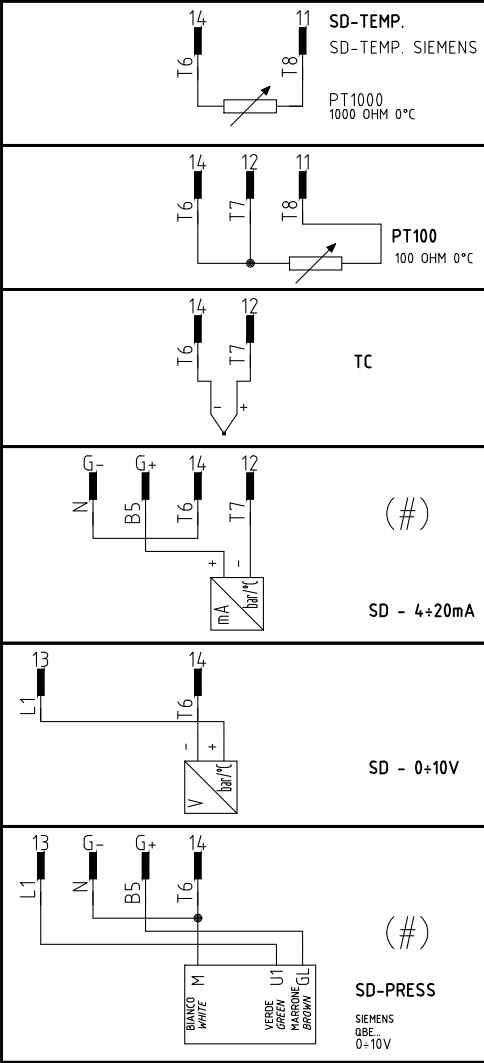 14 11 SD-TEMP.
SD-TEMP. SIEMENS
T6 T8
PT1000
1000 OHM 0°C
14 12 11
T6 T7 T8
PT100
100 OHM 0°C
14 12
T6 T7
TC
- +
G- G+ 14 12
N B5 T6 T7
(#)
+ -
mA bar/°C
SD - 4÷20mA
13 14
L1 T6
- +
V bar/°C
SD - 0÷10V
13 G- G+ 14
L1 N B5 T6
(#)
M U1 GL
BIANCO
WHITE
VERDE
GREEN
MARRONE
BROWN
SD-PRESS
SIEMENS
QBE...
0÷10V